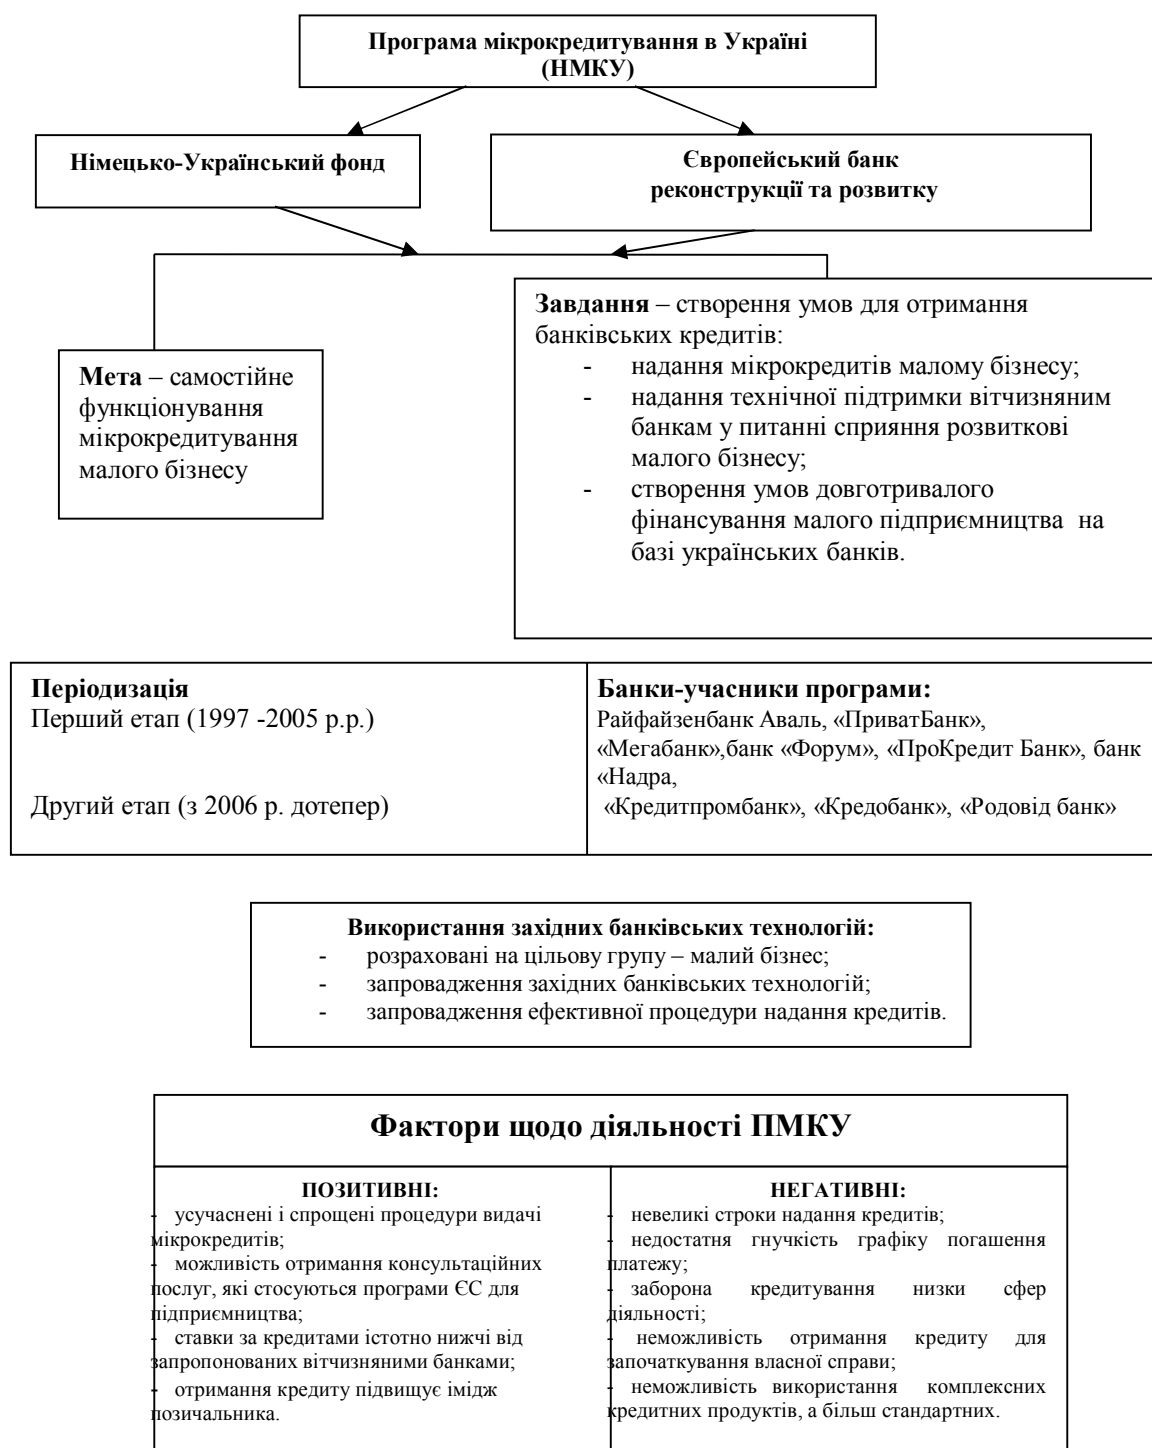 Програма мікрокредитування в Україні
(НМКУ)
Німецько-Український фонд
Європейський банк
реконструкції та розвитку
Мета – самостійне
функціонування
мікрокредитування
малого бізнесу
Завдання – створення умов для отримання
банківських кредитів:
- надання мікрокредитів малому бізнесу;
- надання технічної підтримки вітчизняним
банкам у питанні сприяння розвиткові
малого бізнесу;
- створення умов довготривалого
фінансування малого підприємництва на
базі українських банків.
Періодизація
Перший етап (1997 -2005 р.р.)
Другий етап (з 2006 р. дотепер)
Банки-учасники програми:
Райфайзенбанк Аваль, «ПриватБанк»,
«Мегабанк»,банк «Форум», «ПроКредит Банк», банк
«Надра,
«Кредитпромбанк», «Кредобанк», «Родовід банк»
Використання західних банківських технологій:
- розраховані на цільову групу – малий бізнес;
- запровадження західних банківських технологій;
- запровадження ефективної процедури надання кредитів.
Фактори щодо діяльності ПМКУ
ПОЗИТИВНІ:
- усучаснені і спрощені процедури видачі
мікрокредитів;
- можливість отримання консультаційних
послуг, які стосуються програми ЄС для
підприємництва;
- ставки за кредитами істотно нижчі від
запропонованих вітчизняними банками;
- отримання кредиту підвищує імідж
позичальника.
НЕГАТИВНІ:
- невеликі строки надання кредитів;
- недостатня гнучкість графіку погашення
платежу;
- заборона кредитування низки сфер
діяльності;
- неможливість отримання кредиту для
започаткування власної справи;
- неможливість використання комплексних
кредитних продуктів, а більш стандартних.